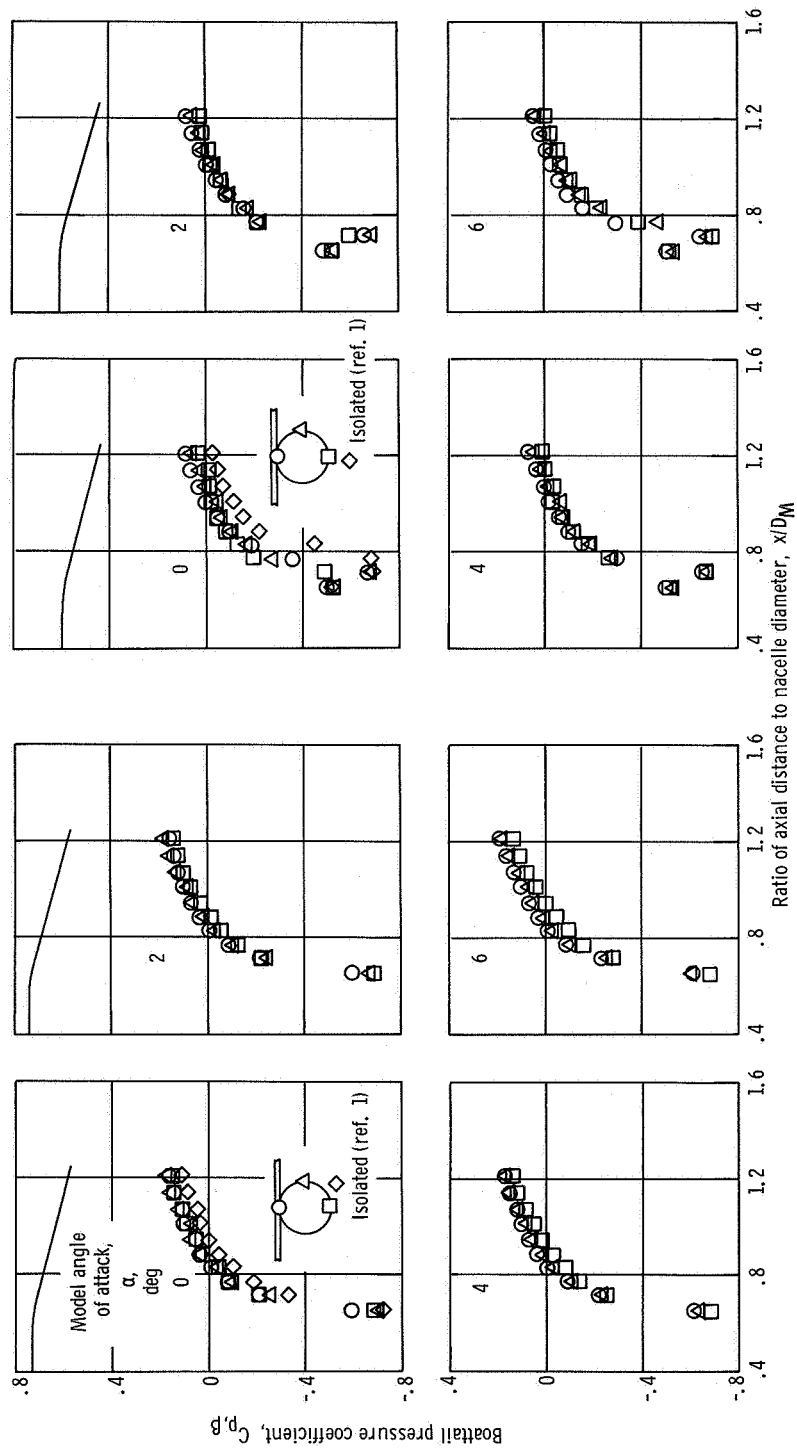 Boattail pressure coefficient, Cp,β
.8
.4
0
-.4
-.8
Model angle
of attack,
α,
deg
0
Isolated (ref. 1)
2
0
Isolated (ref. 1)
2
.4
0
-.4
-.8
4
6
4
6
.4 .8 1.2 1.6
.4 .8 1.2 1.6
.4 .8 1.2 1.6
.4 .8 1.2 1.6
Ratio of axial distance to nacelle diameter, x/DM